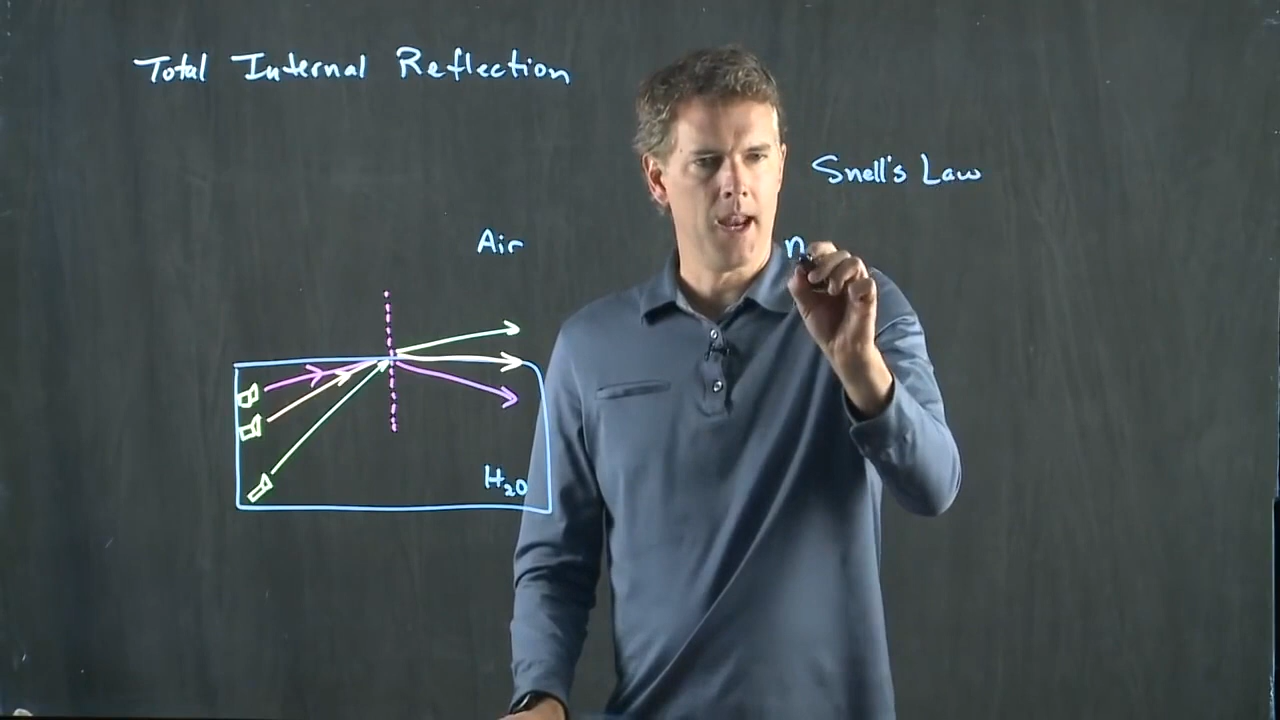 Total Internal Reflection
Snell's Law
Air
n
H₂O